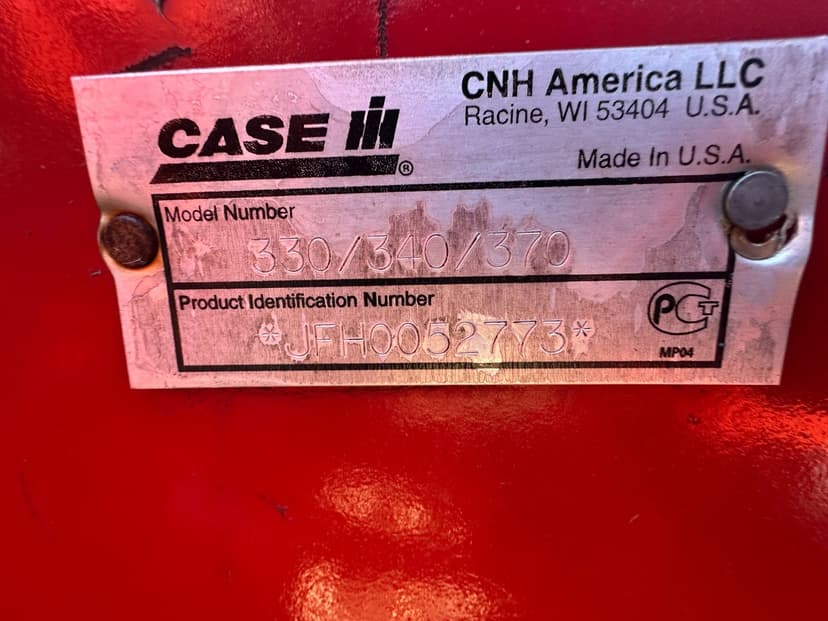 CASE IH ®
CNH America LLC
Racine, WI 53404 U.S.A.
Made In U.S.A.
Model Number
330/340/370
Product Identification Number
*JFH0052773*
PCT
MP04